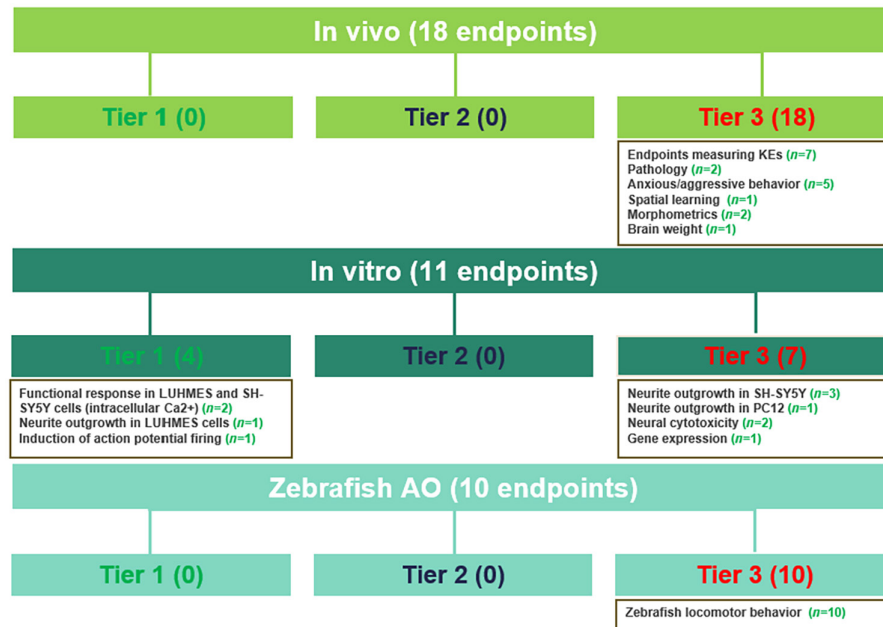 In vivo (18 endpoints)
Tier 1 (0)
Tier 2 (0)
Tier 3 (18)
Endpoints measuring KEs (n=7)
Pathology (n=2)
Anxious/aggressive behavior (n=5)
Spatial learning (n=1)
Morphometrics (n=2)
Brain weight (n=1)
In vitro (11 endpoints)
Tier 1 (4)
Tier 2 (0)
Tier 3 (7)
Functional response in LUHMES and SH-
SY5Y cells (intracellular Ca2+) (n=2)
Neurite outgrowth in LUHMES cells (n=1)
Induction of action potential firing (n=1)
Neurite outgrowth in SH-SY5Y (n=3)
Neurite outgrowth in PC12 (n=1)
Neural cytotoxicity (n=2)
Gene expression (n=1)
Zebrafish AO (10 endpoints)
Tier 1 (0)
Tier 2 (0)
Tier 3 (10)
Zebrafish locomotor behavior (n=10)